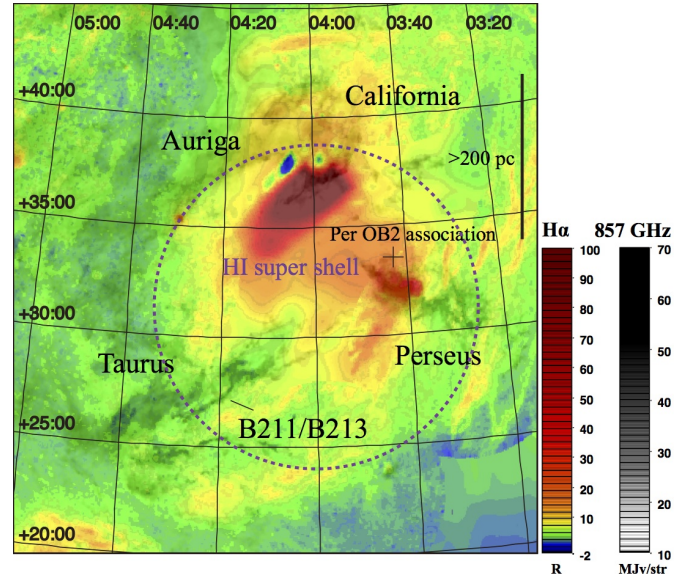 05:00 04:40 04:20 04:00 03:40 03:20
+40:00
California
Auriga
>200 pc
+35:00
Per OB2 association
HI super shell
+30:00
Taurus
Perseus
B211/B213
+25:00
+20:00
Hα 857 GHz
100 70
90
80 60
70
60 50
50
40 40
30
30
20
20
10
0
-2 10
R MJy/str